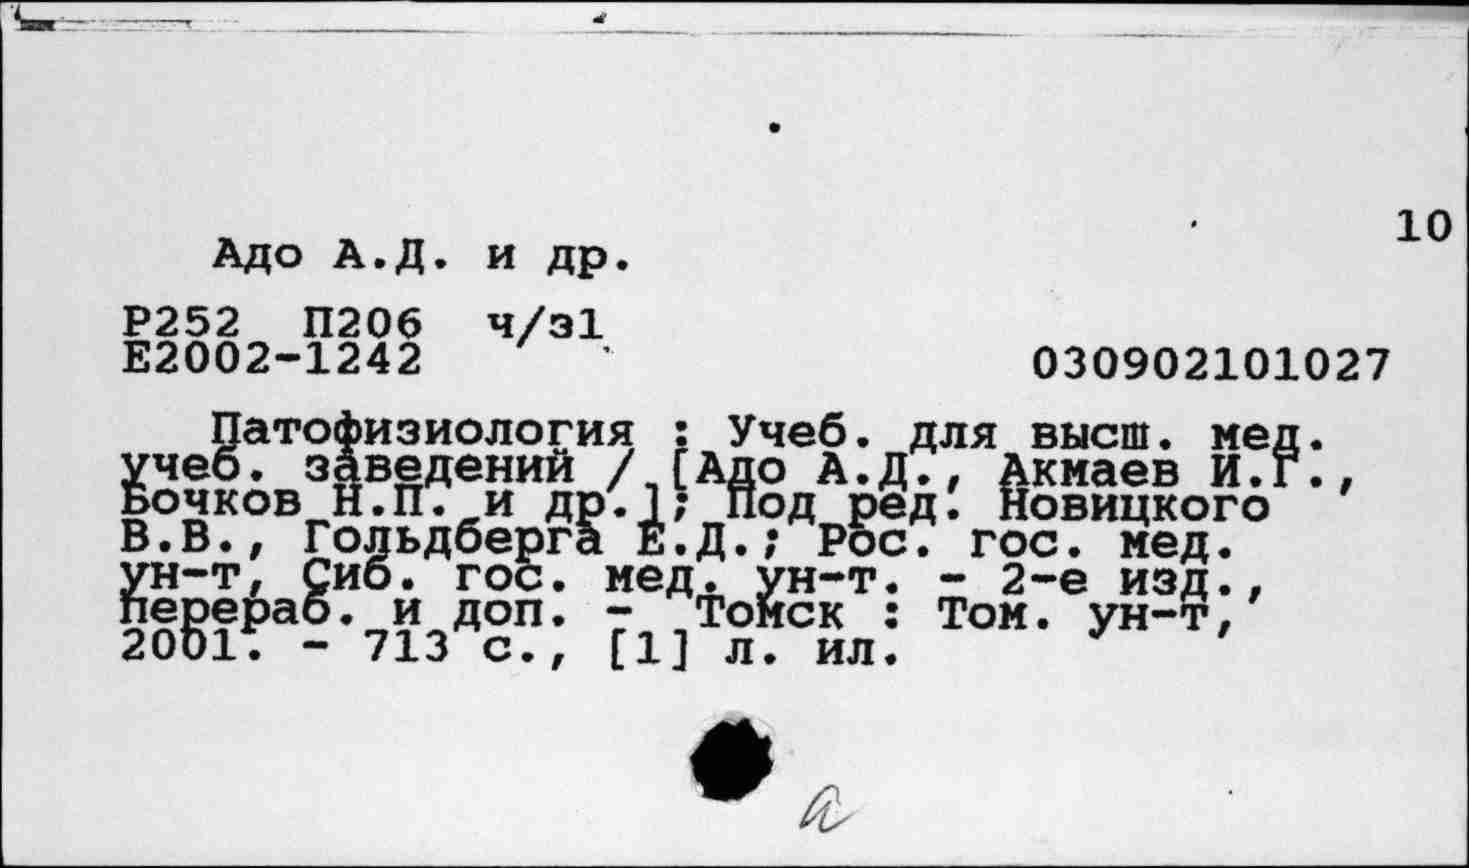 10
Адо А.Д. и др.
Р252 П206 ч/з1
Е2002-1242
030902101027
Патофизиология : Учеб. для высш. мед.
учеб. заведений / [Адо А.Д., Акмаев И.Г.,
Бочков Н.П. и др.]; Под ред. Новицкого
В.В., Гольдберга Е.Д.; Рос. гос. мед.
ун-т, Сиб. гос. мед. ун-т. - 2-е изд.,
перераб. и доп. - Томск : Том. ун-т,
2001. - 713 с., [1] л. ил.
а